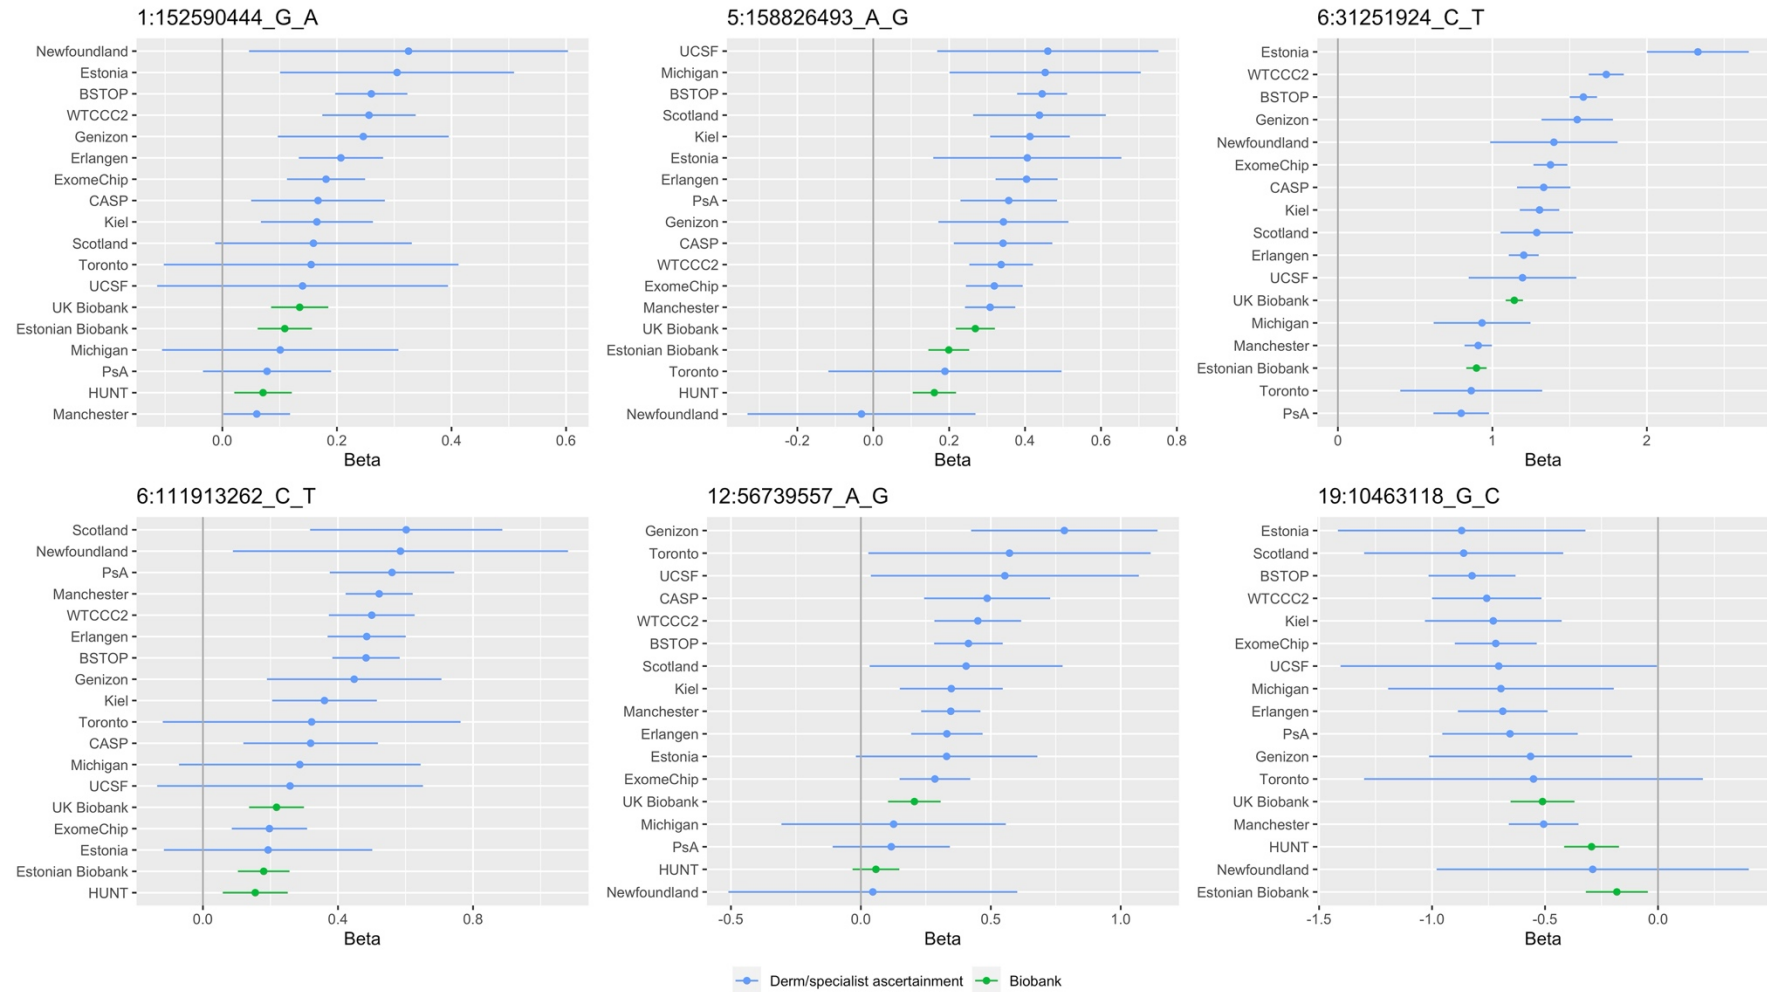 1:152590444_G_A
Newfoundland
Estonia
BSTOP
WTCCC2
Genizon
Erlangen
ExomeChip
CASP
Kiel
Scotland
Toronto
UCSF
UK Biobank
Estonian Biobank
Michigan
PsA
HUNT
Manchester
0.0 0.2 0.4 0.6
Beta
5:158826493_A_G
UCSF
Michigan
BSTOP
Scotland
Kiel
Estonia
Erlangen
PsA
Genizon
CASP
WTCCC2
ExomeChip
Manchester
UK Biobank
Estonian Biobank
Toronto
HUNT
Newfoundland
-0.2 0.0 0.2 0.4 0.6 0.8
Beta
6:31251924_C_T
Estonia
WTCCC2
BSTOP
Genizon
Newfoundland
ExomeChip
CASP
Kiel
Scotland
Erlangen
UCSF
UK Biobank
Michigan
Manchester
Estonian Biobank
Toronto
PsA
0 1 2
Beta
6:111913262_C_T
Scotland
Newfoundland
PsA
Manchester
WTCCC2
Erlangen
BSTOP
Genizon
Kiel
Toronto
CASP
Michigan
UCSF
UK Biobank
ExomeChip
Estonia
Estonian Biobank
HUNT
0.0 0.4 0.8
Beta
12:56739557_A_G
Genizon
Toronto
UCSF
CASP
WTCCC2
BSTOP
Scotland
Kiel
Manchester
Erlangen
Estonia
ExomeChip
UK Biobank
Michigan
PsA
HUNT
Newfoundland
-0.5 0.0 0.5 1.0
Beta
19:10463118_G_C
Estonia
Scotland
BSTOP
WTCCC2
Kiel
ExomeChip
UCSF
Michigan
Erlangen
PsA
Genizon
Toronto
UK Biobank
Manchester
HUNT
Newfoundland
Estonian Biobank
-1.5 -1.0 -0.5 0.0
Beta
Derm/specialist ascertainment Biobank